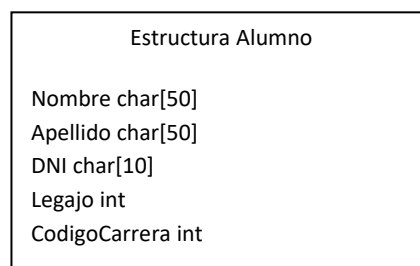 Estructura Alumno
Nombre char[50]
Apellido char[50]
DNI char[10]
Legajo int
CodigoCarrera int